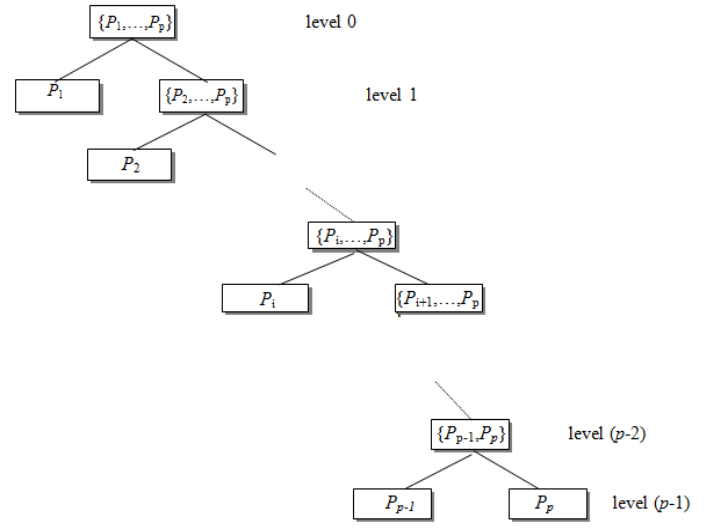 {P₁,…,Pₚ} level 0
P₁ {P₂,…,Pₚ} level 1
P₂
{Pᵢ,…,Pₚ}
Pᵢ {Pᵢ₊₁,…,Pₚ
{Pₚ₋₁,Pₚ} level (p-2)
Pₚ₋₁ Pₚ level (p-1)